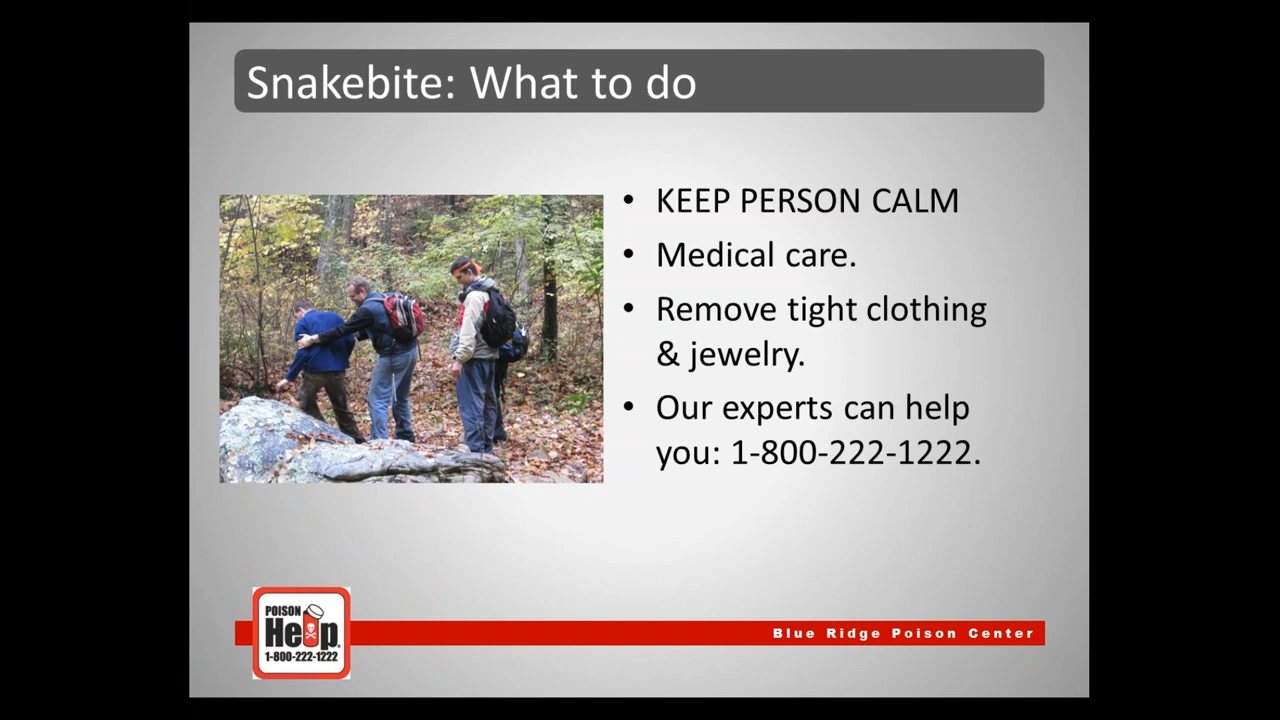 Snakebite: What to do
• KEEP PERSON CALM
• Medical care.
• Remove tight clothing
& jewelry.
• Our experts can help
you: 1-800-222-1222.
POISON
Help®
1-800-222-1222
Blue Ridge Poison Center